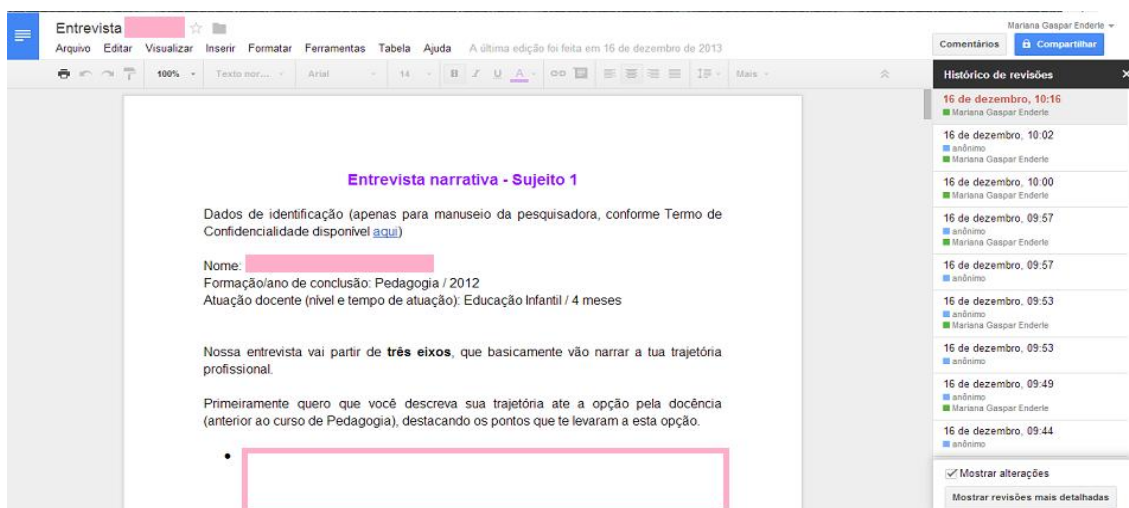 Mariana Gaspar Enderle
Entrevista
Arquivo Editar Visualizar Inserir Formatar Ferramentas Tabela Ajuda A última edição foi feita em 16 de dezembro de 2013
Comentários Compartilhar
100% Texto nor... Arial 14 B I U A Mais
Histórico de revisões x
16 de dezembro, 10:16
Mariana Gaspar Enderle
16 de dezembro, 10:02
anônimo
Mariana Gaspar Enderle
16 de dezembro, 10:00
Mariana Gaspar Enderle
16 de dezembro, 09:57
anônimo
Mariana Gaspar Enderle
16 de dezembro, 09:57
anônimo
16 de dezembro, 09:53
anônimo
Mariana Gaspar Enderle
16 de dezembro, 09:53
anônimo
16 de dezembro, 09:49
anônimo
Mariana Gaspar Enderle
16 de dezembro, 09:44
anônimo
Mostrar alterações
Mostrar revisões mais detalhadas
Entrevista narrativa - Sujeito 1
Dados de identificação (apenas para manuseio da pesquisadora, conforme Termo de
Confidencialidade disponível aqui)
Nome:
Formação/ano de conclusão: Pedagogia / 2012
Atuação docente (nível e tempo de atuação): Educação Infantil / 4 meses
Nossa entrevista vai partir de três eixos, que basicamente vão narrar a tua trajetória
profissional.
Primeiramente quero que você descreva sua trajetória ate a opção pela docência
(anterior ao curso de Pedagogia), destacando os pontos que te levaram a esta opção.